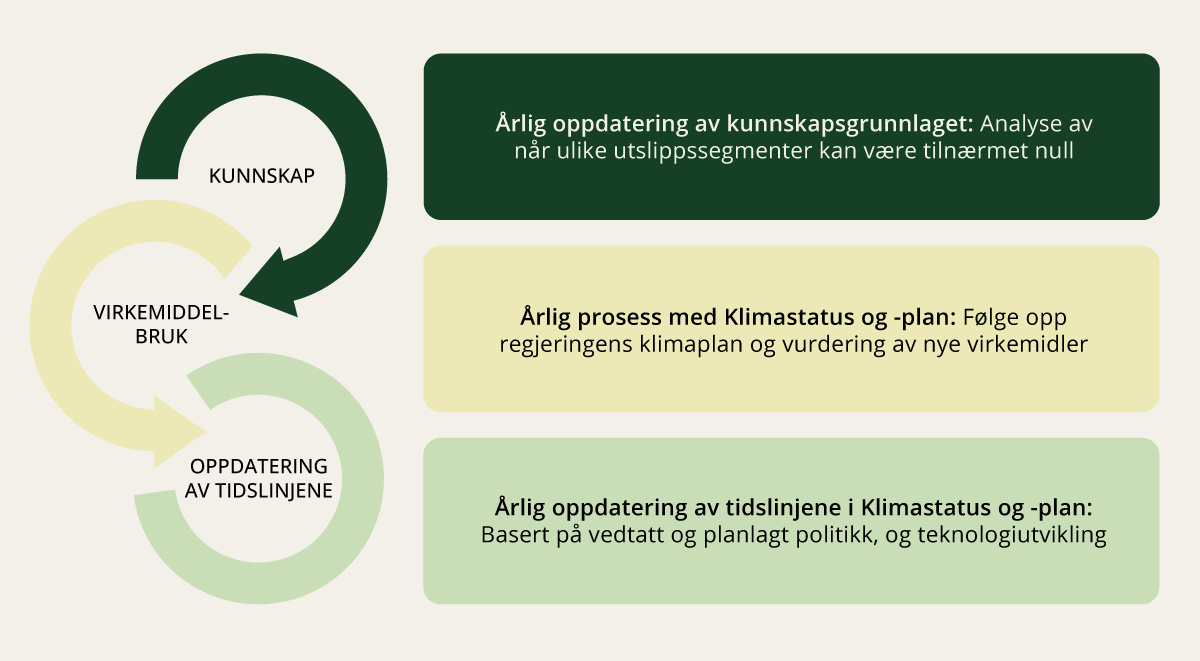 KUNNSKAP
Årlig oppdatering av kunnskapsgrunnlaget: Analyse av
når ulike utslippssegmenter kan være tilnærmet null
VIRKEMIDDEL-
BRUK
Årlig prosess med Klimastatus og -plan: Følge opp
regjeringens klimaplan og vurdering av nye virkemidler
OPPDATERING
AV TIDSLINJENE
Årlig oppdatering av tidslinjene i Klimastatus og -plan:
Basert på vedtatt og planlagt politikk, og teknologiutvikling